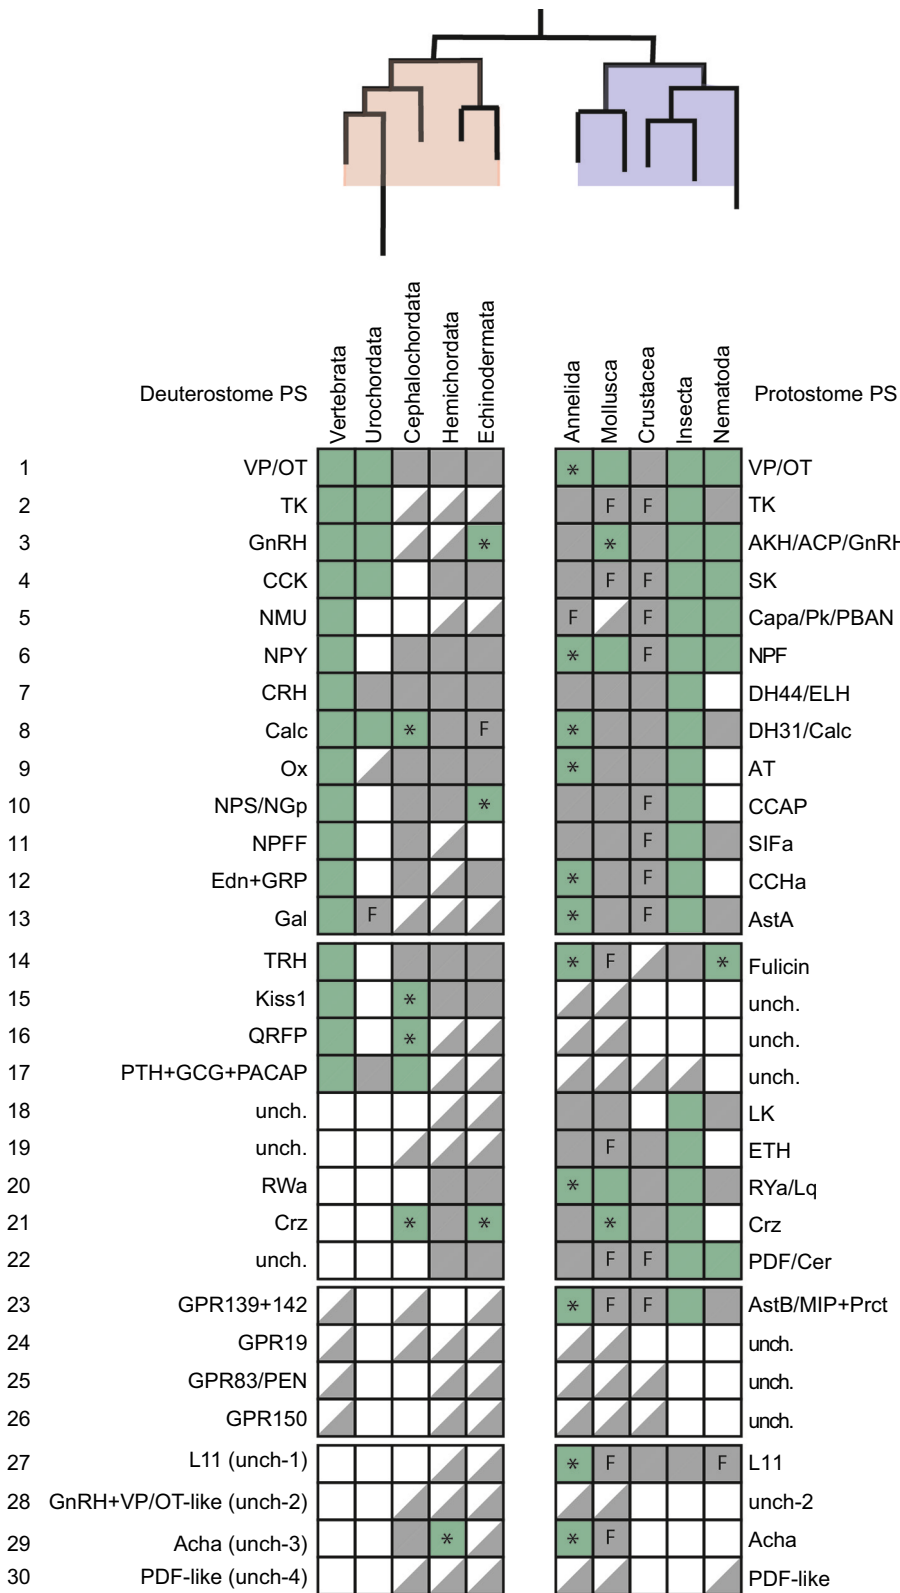 Deuterostome PS Vertebrata Urochordata Cephalochordata Hemichordata Echinodermata Annelida Mollusca Crustacea Insecta Nematoda Protostome PS
1 VP/OT * VP/OT
2 TK F F TK
3 GnRH * * AKH/ACP/GnRH
4 CCK F F SK
5 NMU F F Capa/Pk/PBAN
6 NPY * F NPF
7 CRH DH44/ELH
8 Calc * F * DH31/Calc
9 Ox * AT
10 NPS/NGp * F CCAP
11 NPFF F SIFa
12 Edn+GRP * F CCHa
13 Gal F * F AstA
14 TRH * F * Fulicin
15 Kiss1 * unch.
16 QRFP * unch.
17 PTH+GCG+PACAP unch.
18 unch. LK
19 unch. F ETH
20 RWa * RYa/Lq
21 Crz * * * Crz
22 unch. F F PDF/Cer
23 GPR139+142 * F F AstB/MIP+Prct
24 GPR19 unch.
25 GPR83/PEN unch.
26 GPR150 unch.
27 L11 (unch-1) * F F L11
28 GnRH+VP/OT-like (unch-2) unch-2
29 Acha (unch-3) * * F Acha
30 PDF-like (unch-4) PDF-like